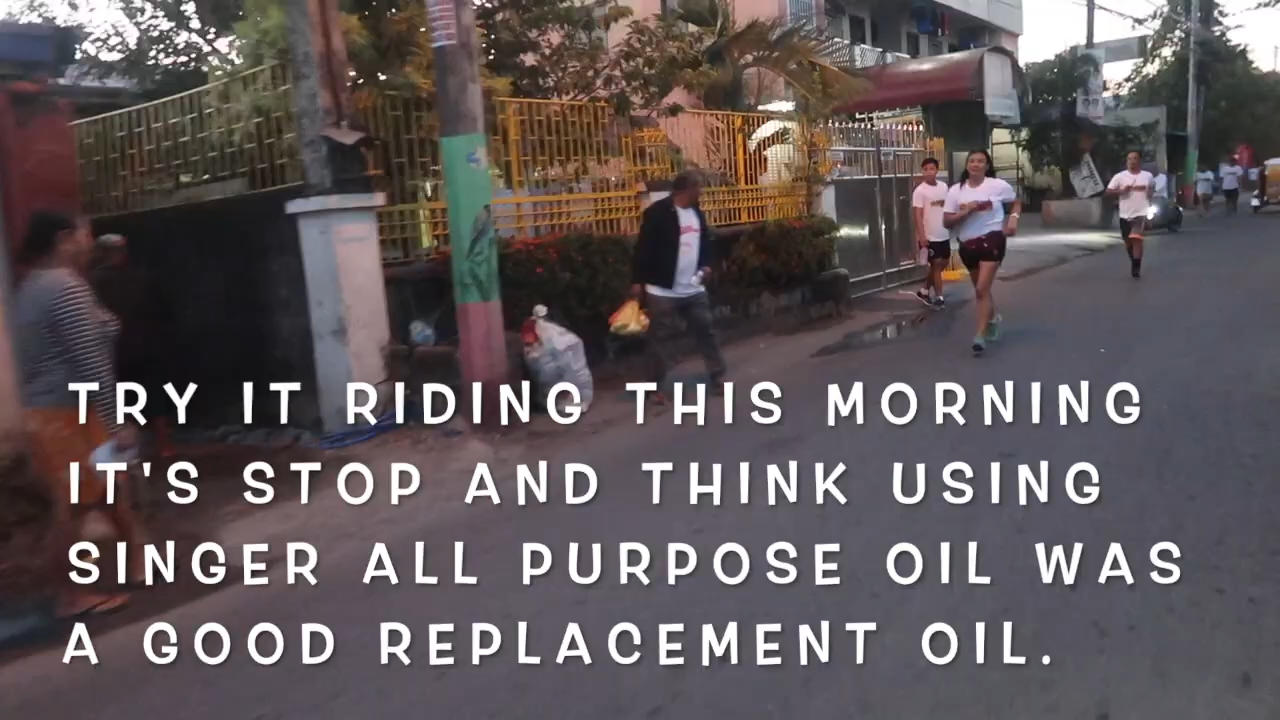 TRY IT RIDING THIS MORNING
IT'S STOP AND THINK USING
SINGER ALL PURPOSE OIL WAS
A GOOD REPLACEMENT OIL.